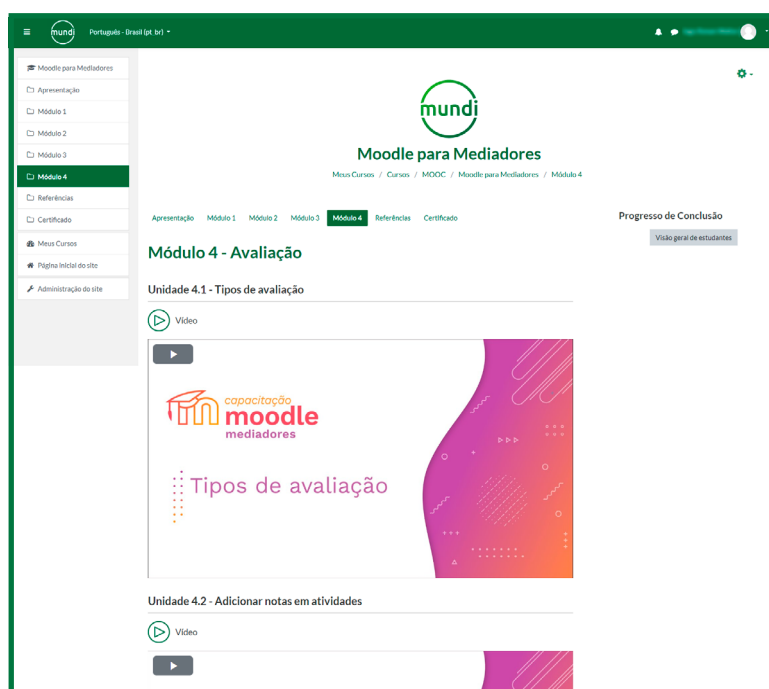 mundi
Português - Brasil (pt_br)
Moodle para Mediadores
Apresentação
Módulo 1
Módulo 2
Módulo 3
Módulo 4
Referências
Certificado
Meus Cursos
Página inicial do site
Administração do site
mundi
Moodle para Mediadores
Meus Cursos / Cursos / MOOC / Moodle para Mediadores / Módulo 4
Apresentação Módulo 1 Módulo 2 Módulo 3 Módulo 4 Referências Certificado
Progresso de Conclusão
Visão geral de estudantes
Módulo 4 - Avaliação
Unidade 4.1 - Tipos de avaliação
Vídeo
capacitação
moodle
mediadores
Tipos de avaliação
Unidade 4.2 - Adicionar notas em atividades
Vídeo